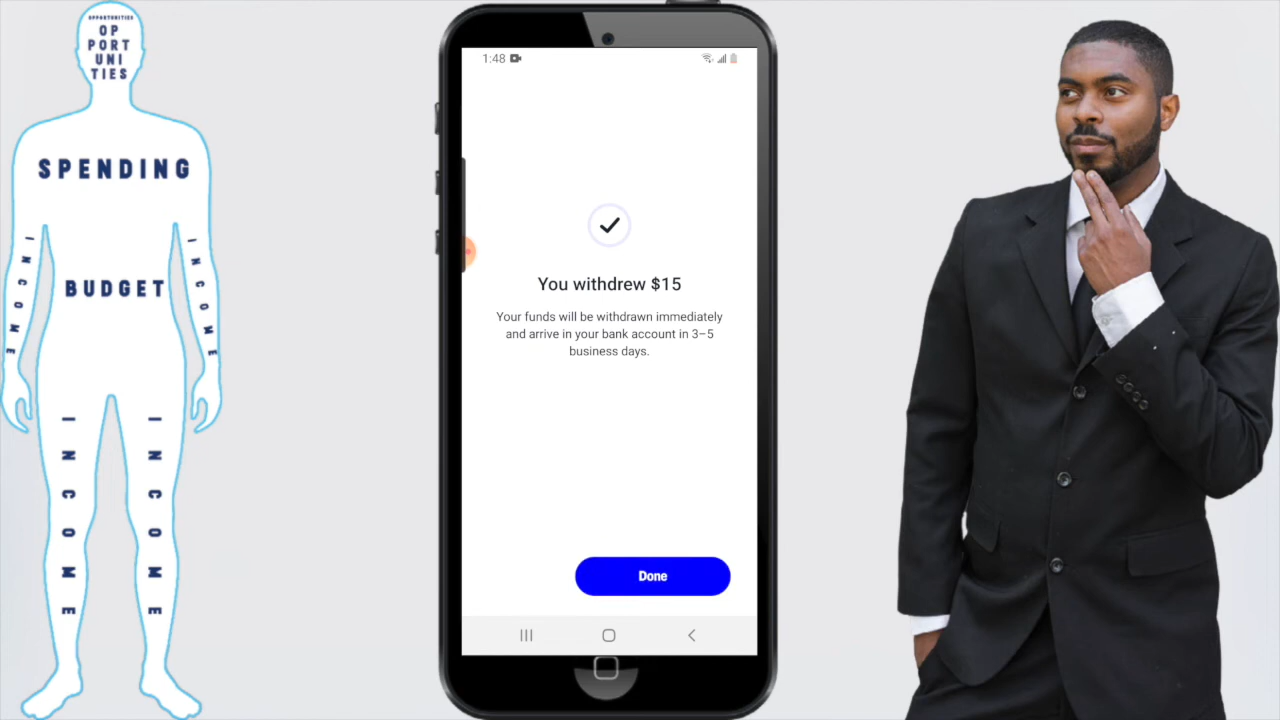 OPPORTUNITIES
OP
PORT
UNI
TIES
SPENDING
INCOME
INCOME
BUDGET
INCOME
INCOME
1:48
You withdrew $15
Your funds will be withdrawn immediately
and arrive in your bank account in 3–5
business days.
Done